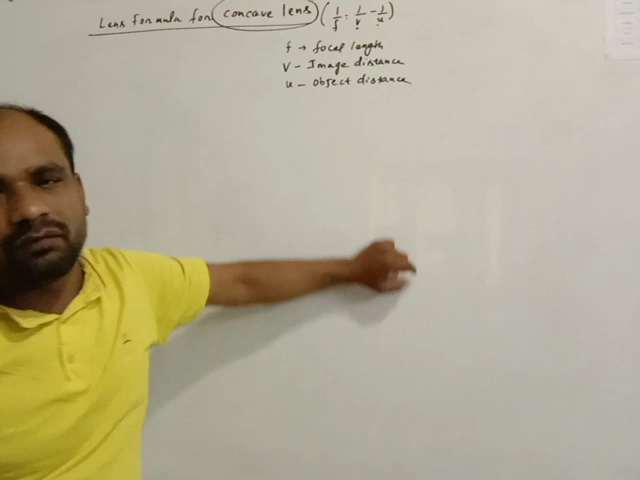 Lens formula for concave lens (1/f = 1/v - 1/u)
f → focal length
v - Image distance
u - object distance